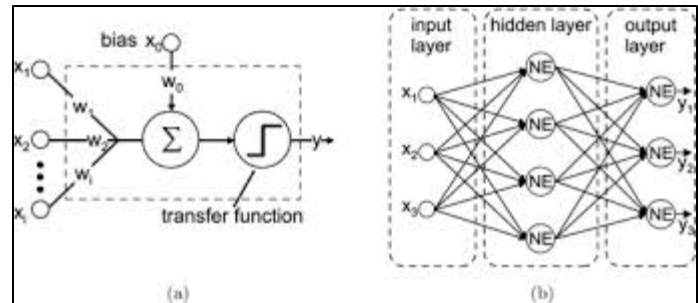 bias x₀
w₀
x₁
w₁
x₂
w₂
Σ
y
wᵢ
xᵢ
transfer function
(a)
input layer
hidden layer
output layer
x₁
x₂
x₃
NE
NE
NE
NE
NE
NE
NE
y₁
y₂
y₃
(b)